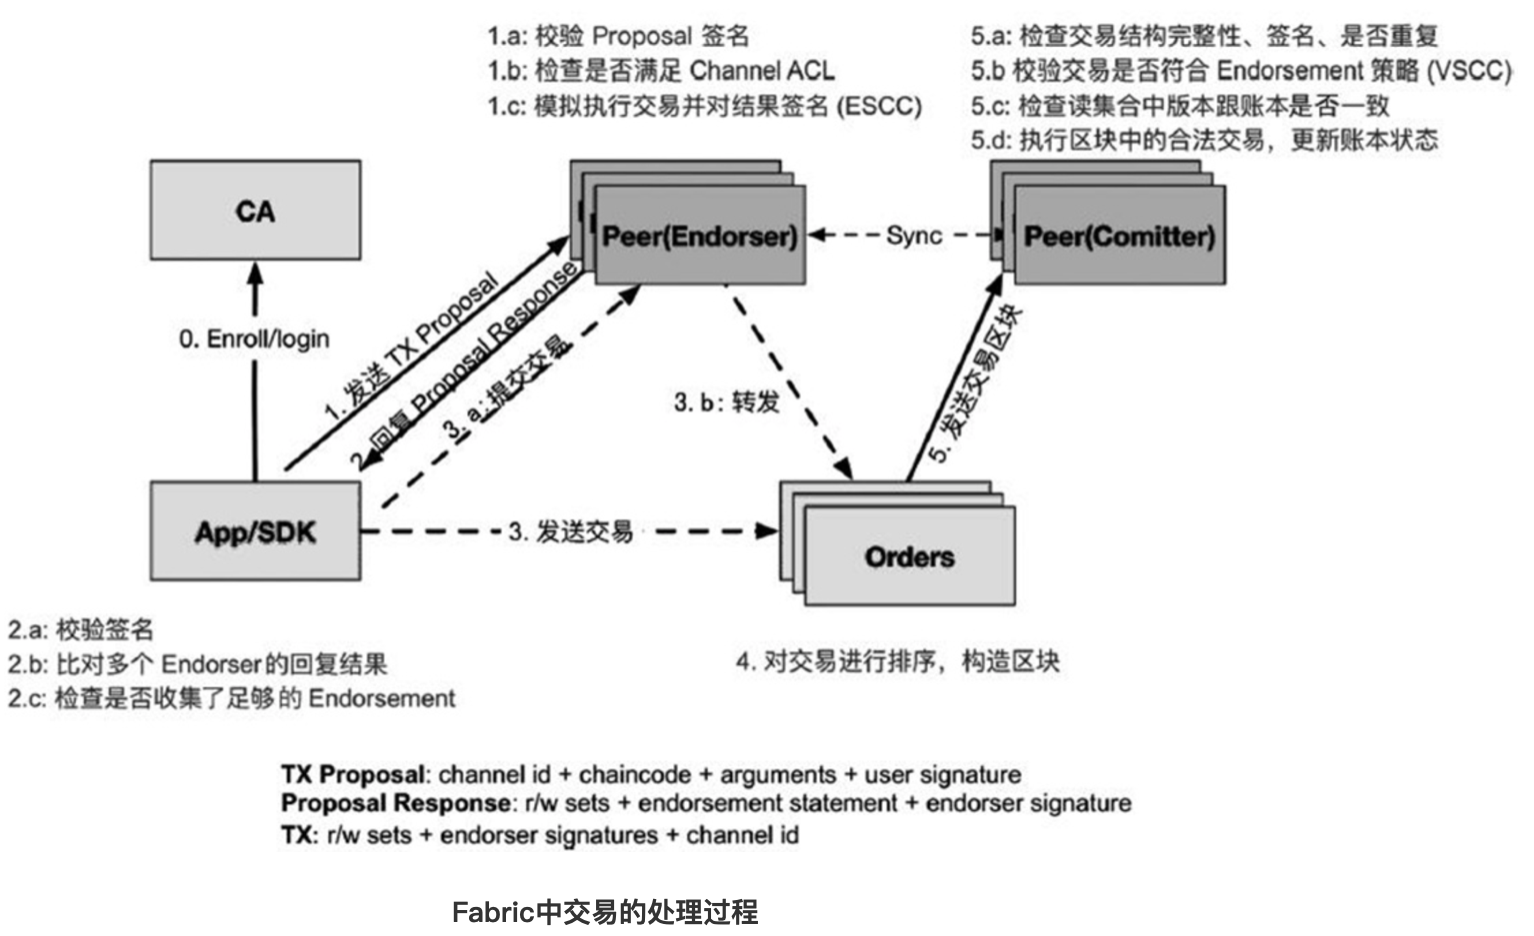 1.a: 校验 Proposal 签名
1.b: 检查是否满足 Channel ACL
1.c: 模拟执行交易并对结果签名 (ESCC)
5.a: 检查交易结构完整性、签名、是否重复
5.b 校验交易是否符合 Endorsement 策略 (VSCC)
5.c: 检查读集合中版本跟账本是否一致
5.d: 执行区块中的合法交易，更新账本状态
CA
Peer(Endorser)
Sync
Peer(Comitter)
0. Enroll/login
1. 发送 TX Proposal
2. 回复 Proposal Response
3. a: 提交交易
3. b: 转发
5. 发送交易区块
App/SDK
3. 发送交易
Orders
2.a: 校验签名
2.b: 比对多个 Endorser的回复结果
2.c: 检查是否收集了足够的 Endorsement
4. 对交易进行排序，构造区块
TX Proposal: channel id + chaincode + arguments + user signature
Proposal Response: r/w sets + endorsement statement + endorser signature
TX: r/w sets + endorser signatures + channel id
Fabric中交易的处理过程